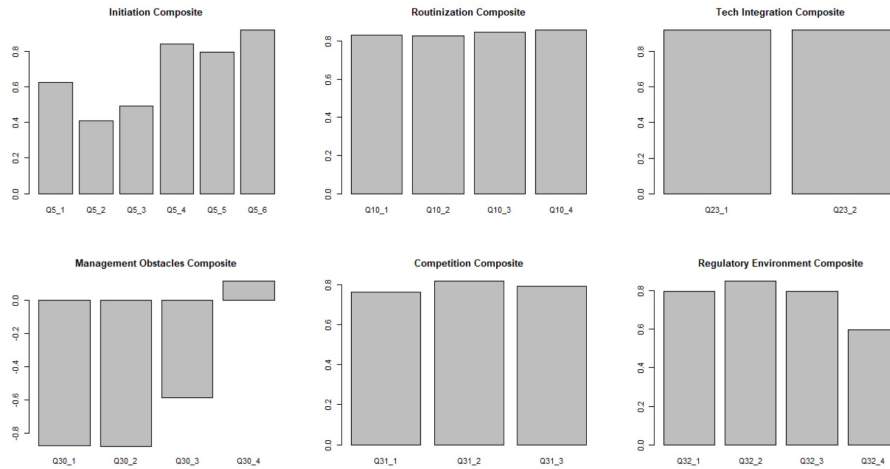 Initiation Composite
0.0 0.2 0.4 0.6 0.8
Q5_1 Q5_2 Q5_3 Q5_4 Q5_5 Q5_6
Routinization Composite
0.0 0.2 0.4 0.6 0.8
Q10_1 Q10_2 Q10_3 Q10_4
Tech Integration Composite
0.0 0.2 0.4 0.6 0.8
Q23_1 Q23_2
Management Obstacles Composite
-0.8 -0.6 -0.4 -0.2 0.0
Q30_1 Q30_2 Q30_3 Q30_4
Competition Composite
0.0 0.2 0.4 0.6 0.8
Q31_1 Q31_2 Q31_3
Regulatory Environment Composite
0.0 0.2 0.4 0.6 0.8
Q32_1 Q32_2 Q32_3 Q32_4